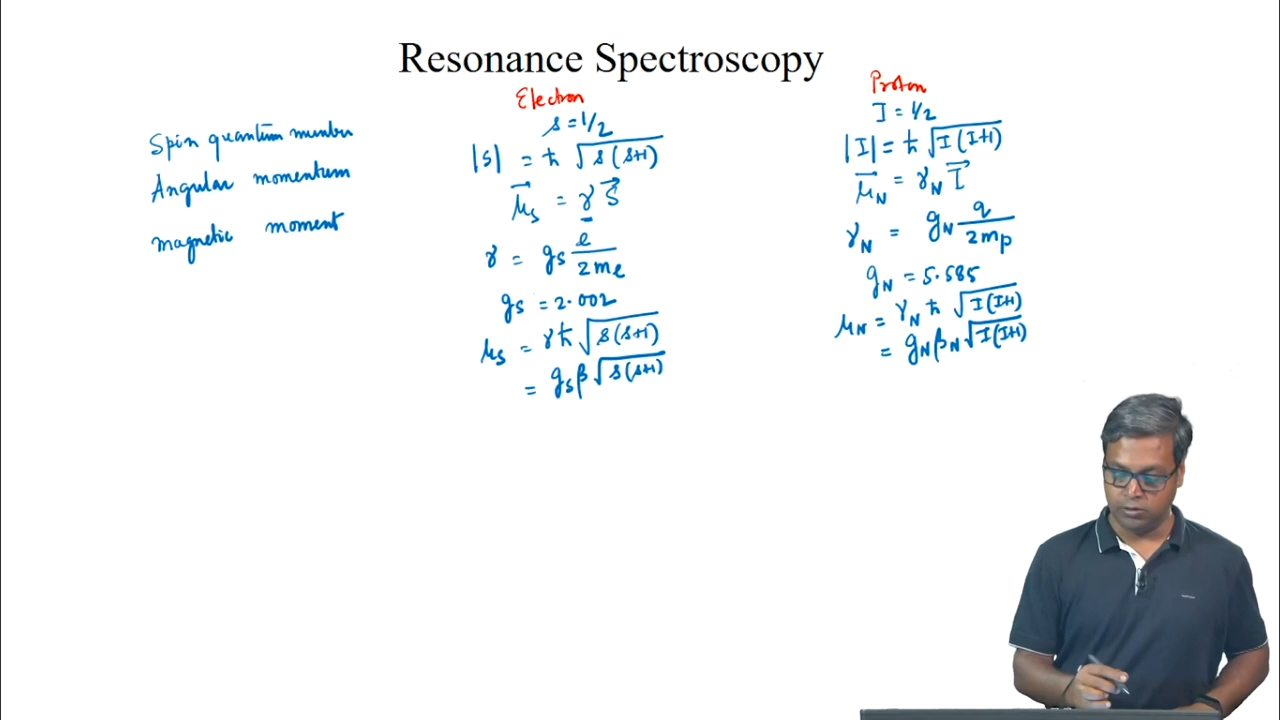 Resonance Spectroscopy
Spin quantum number
Angular momentum
magnetic moment
Electron
s = 1/2
|s| = ħ √s(s+1)
μ⃗s = γ S⃗
γ = gs e/2me
gs = 2.002
μs = γħ √s(s+1)
= gsβ √s(s+1)
Proton
I = 1/2
|I| = ħ √I(I+1)
μ⃗N = γN I⃗
γN = gN q/2mp
gN = 5.585
μN = γN ħ √I(I+1)
= gN βN √I(I+1)